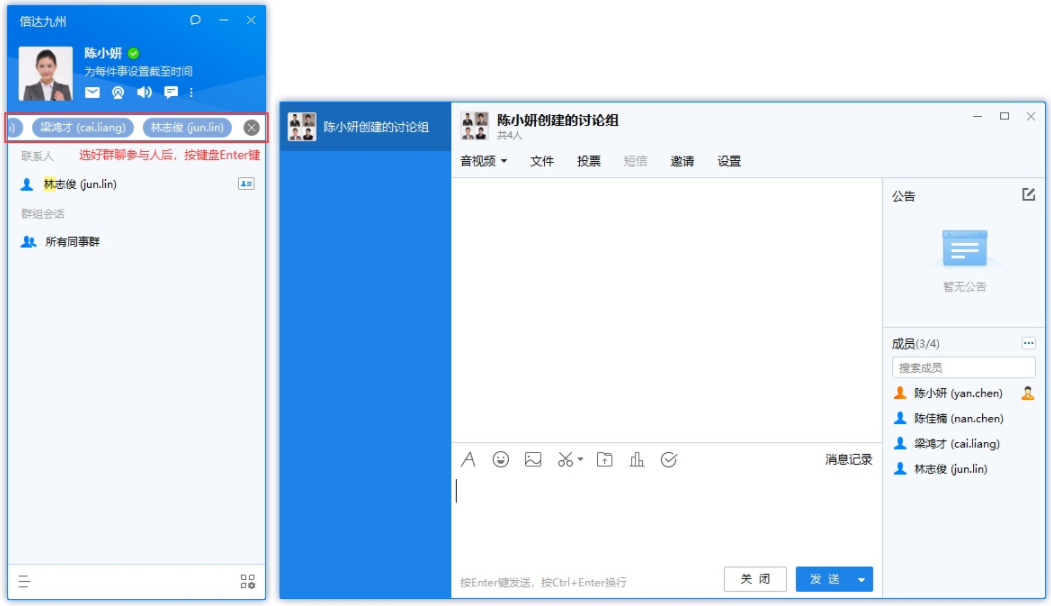 信达九州
陈小妍
为每件事设置截至时间
梁鸿才 (cai.liang)
林志俊 (jun.lin)
联系人
选好群聊参与人后，按键盘Enter键
林志俊 (jun.lin)
群组会话
所有同事群
陈小妍创建的讨论组
陈小妍创建的讨论组
共4人
音视频 文件 投票 短信 邀请 设置
公告
暂无公告
成员(3/4)
搜索成员
陈小妍 (yan.chen)
陈佳楠 (nan.chen)
梁鸿才 (cai.liang)
林志俊 (jun.lin)
消息记录
按Enter键发送，按Ctrl+Enter换行
关 闭
发 送